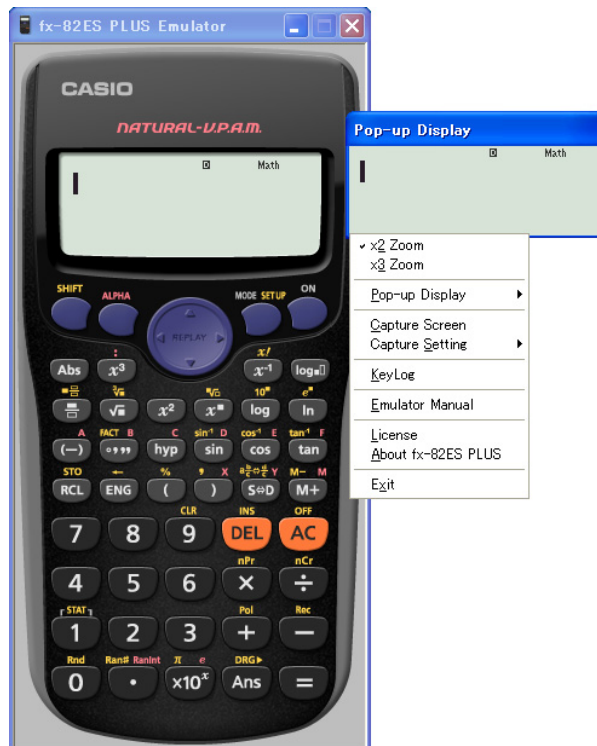 fx-82ES PLUS Emulator
CASIO
NATURAL-V.P.A.M.
D Math
Pop-up Display
D Math
x2 Zoom
x3 Zoom
Pop-up Display
Capture Screen
Capture Setting
KeyLog
Emulator Manual
License
About fx-82ES PLUS
Exit
SHIFT ALPHA MODE SETUP ON
REPLAY
: x!
Abs x³ x⁻¹ log
³√ 10 e
√ x² x log ln
A FACT B C sin⁻¹ D cos⁻¹ E tan⁻¹ F
(−) °’’’ hyp sin cos tan
STO ← % , X Y M− M
RCL ENG ( ) S⇔D M+
CLR INS OFF
7 8 9 DEL AC
nPr nCr
4 5 6 × ÷
STAT Pol Rec
1 2 3 + −
Rnd Ran# RanInt π e DRG▶
0 • ×10ˣ Ans =